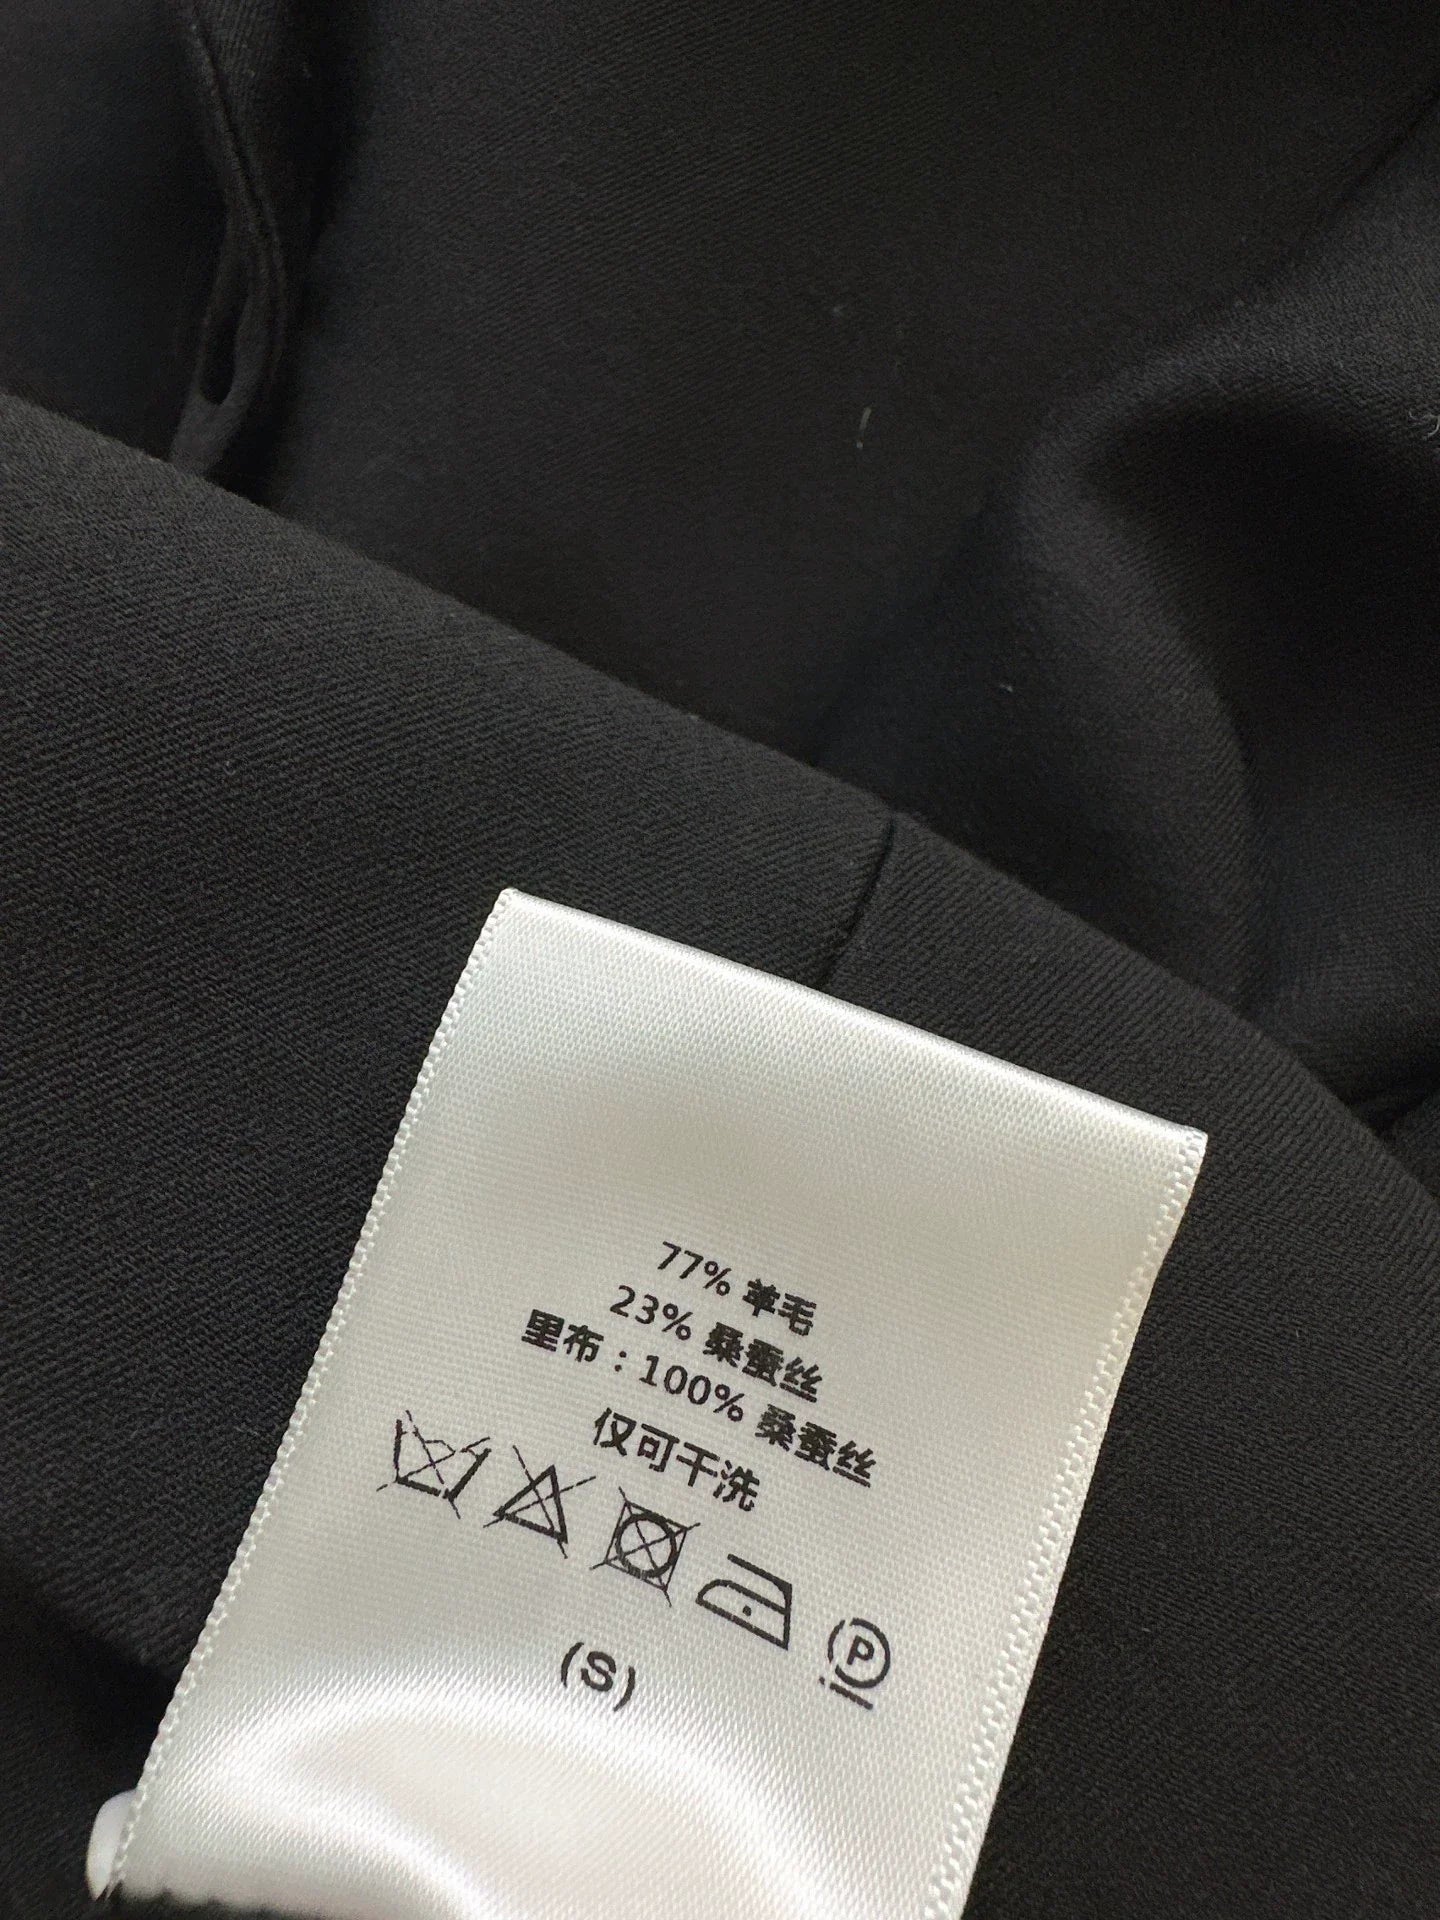 77% 羊毛
23% 桑蚕丝
里布：100% 桑蚕丝
仅可干洗
P
(S)